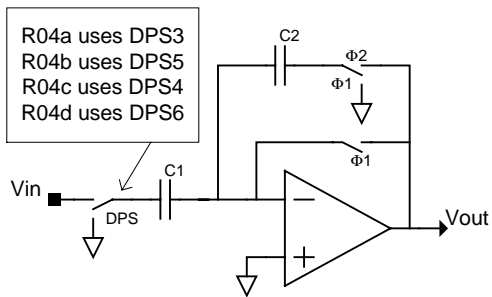 R04a uses DPS3
R04b uses DPS5
R04c uses DPS4
R04d uses DPS6
C2
Φ2
Φ1
Φ1
C1
Vin
DPS
Vout